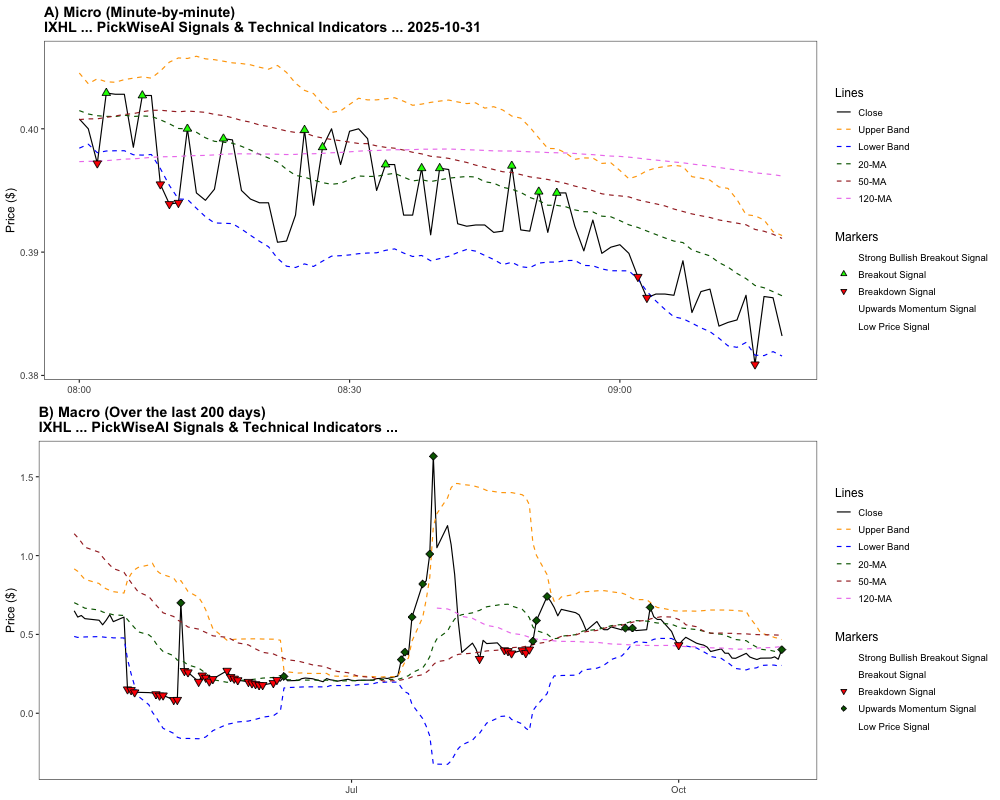 A) Micro (Minute-by-minute)
IXHL ... PickWiseAI Signals & Technical Indicators ... 2025-10-31
Price ($)
0.40
0.39
0.38
08:00
08:30
09:00
Lines
Close
Upper Band
Lower Band
20-MA
50-MA
120-MA
Markers
Strong Bullish Breakout Signal
Breakout Signal
Breakdown Signal
Upwards Momentum Signal
Low Price Signal
B) Macro (Over the last 200 days)
IXHL ... PickWiseAI Signals & Technical Indicators ...
Price ($)
1.5
1.0
0.5
0.0
Jul
Oct
Lines
Close
Upper Band
Lower Band
20-MA
50-MA
120-MA
Markers
Strong Bullish Breakout Signal
Breakout Signal
Breakdown Signal
Upwards Momentum Signal
Low Price Signal